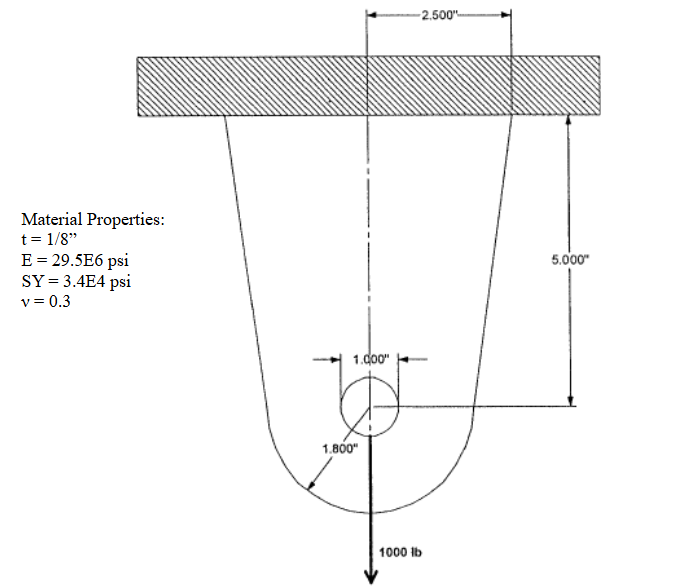 2.500"
Material Properties:
t = 1/8”
E = 29.5E6 psi
SY = 3.4E4 psi
ν = 0.3
5.000"
1.000"
1.800"
1000 lb